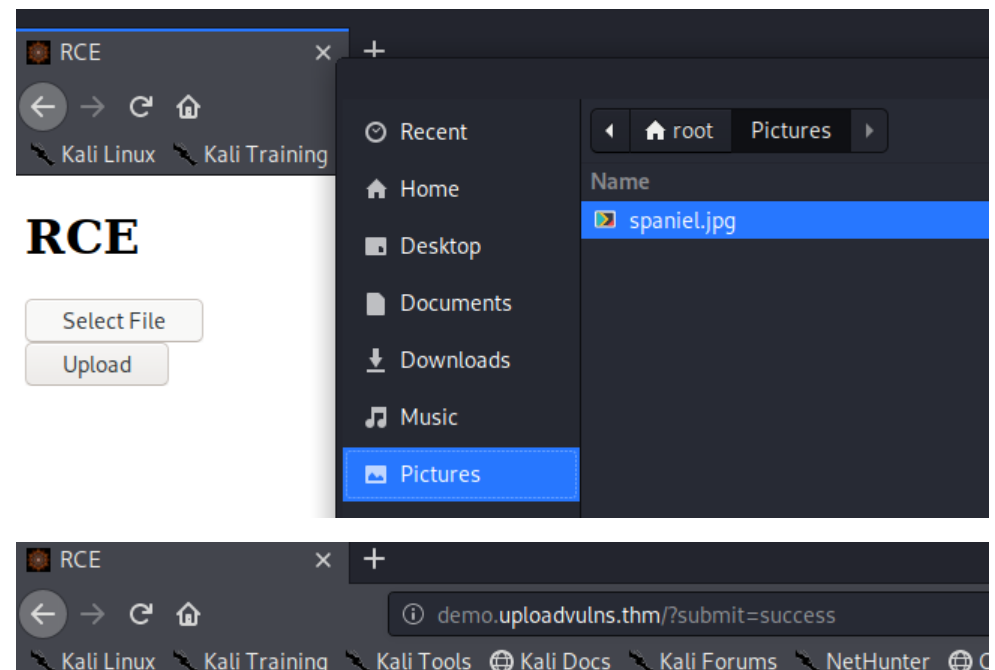 RCE
Recent
root Pictures
Kali Linux Kali Training
Home
Name
spaniel.jpg
RCE
Desktop
Documents
Select File
Upload
Downloads
Music
Pictures
RCE
demo.uploadvulns.thm/?submit=success
Kali Linux Kali Training Kali Tools Kali Docs Kali Forums NetHunter